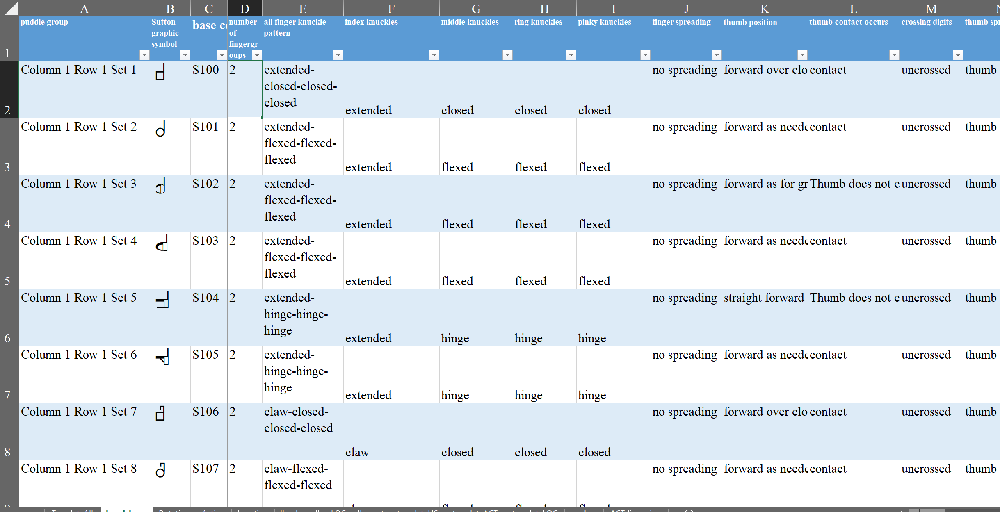 A B C D E F G H I J K L M
1 puddle group Sutton graphic symbol base number of fingergroups all finger knuckle pattern index knuckles middle knuckles ring knuckles pinky knuckles finger spreading thumb position thumb contact occurs crossing digits thumb
2 Column 1 Row 1 Set 1 S100 2 extended-closed-closed-closed extended closed closed closed no spreading forward over clo contact uncrossed thumb
3 Column 1 Row 1 Set 2 S101 2 extended-flexed-flexed-flexed extended flexed flexed flexed no spreading forward as neede contact uncrossed thumb
4 Column 1 Row 1 Set 3 S102 2 extended-flexed-flexed-flexed extended flexed flexed flexed no spreading forward as for gr Thumb does not c uncrossed thumb
5 Column 1 Row 1 Set 4 S103 2 extended-flexed-flexed-flexed extended flexed flexed flexed no spreading forward as neede contact uncrossed thumb
6 Column 1 Row 1 Set 5 S104 2 extended-hinge-hinge-hinge extended hinge hinge hinge no spreading straight forward Thumb does not c uncrossed thumb
7 Column 1 Row 1 Set 6 S105 2 extended-hinge-hinge-hinge extended hinge hinge hinge no spreading forward as neede contact uncrossed thumb
8 Column 1 Row 1 Set 7 S106 2 claw-closed-closed-closed claw closed closed closed no spreading forward over clo contact uncrossed thumb
Column 1 Row 1 Set 8 S107 2 claw-flexed-flexed-flexed no spreading forward as neede contact uncrossed thumb